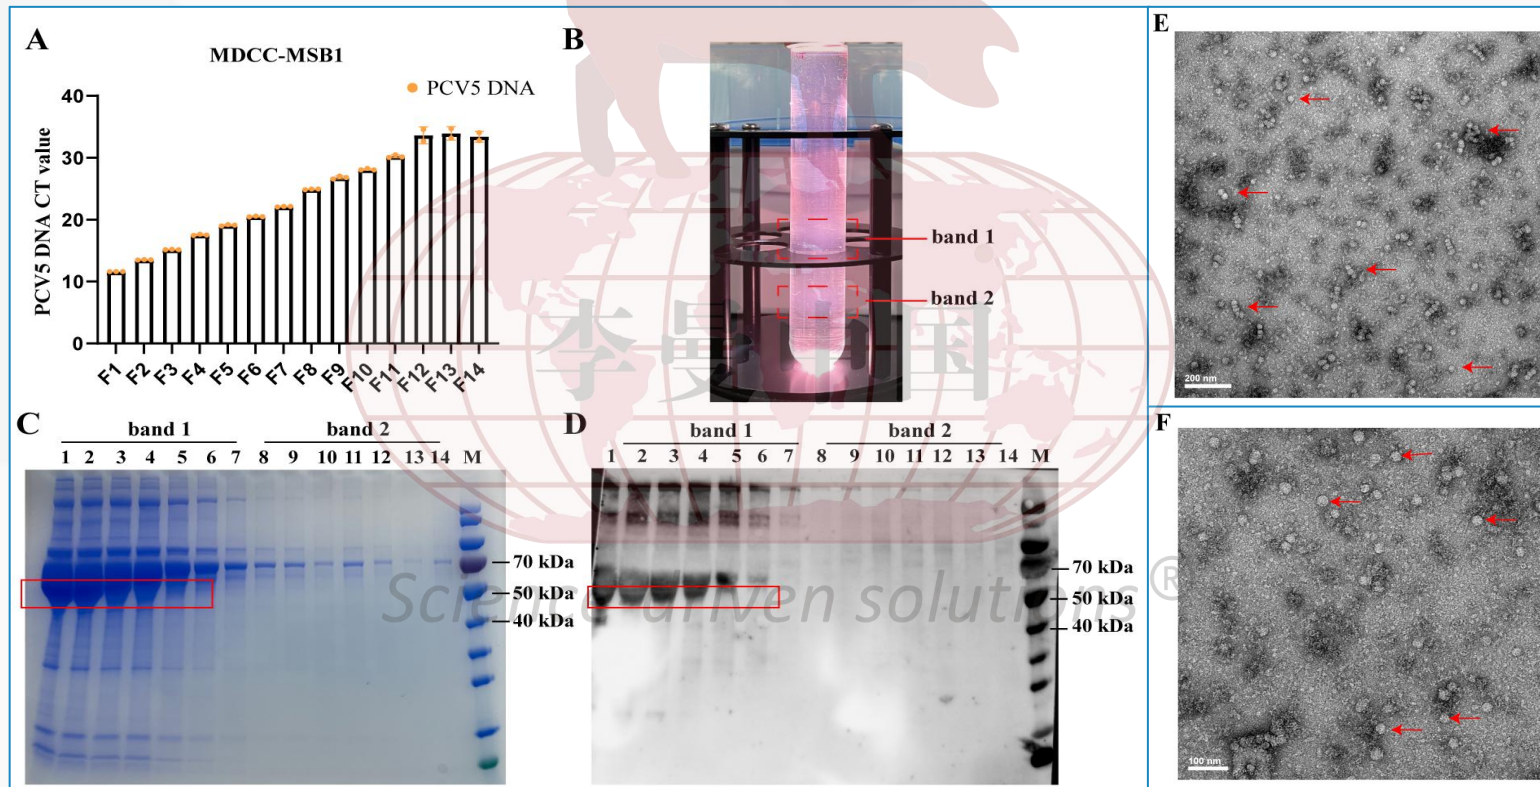 A
MDCC-MSB1
PCV5 DNA
PCV5 DNA CT value
40
30
20
10
0
F1 F2 F3 F4 F5 F6 F7 F8 F9 F10 F11 F12 F13 F14
B
band 1
band 2
C
band 1 band 2
1 2 3 4 5 6 7 8 9 10 11 12 13 14 M
70 kDa
50 kDa
40 kDa
D
band 1 band 2
1 2 3 4 5 6 7 8 9 10 11 12 13 14 M
70 kDa
50 kDa
40 kDa
E
200 nm
F
100 nm
李曼中国
Science driven solutions®